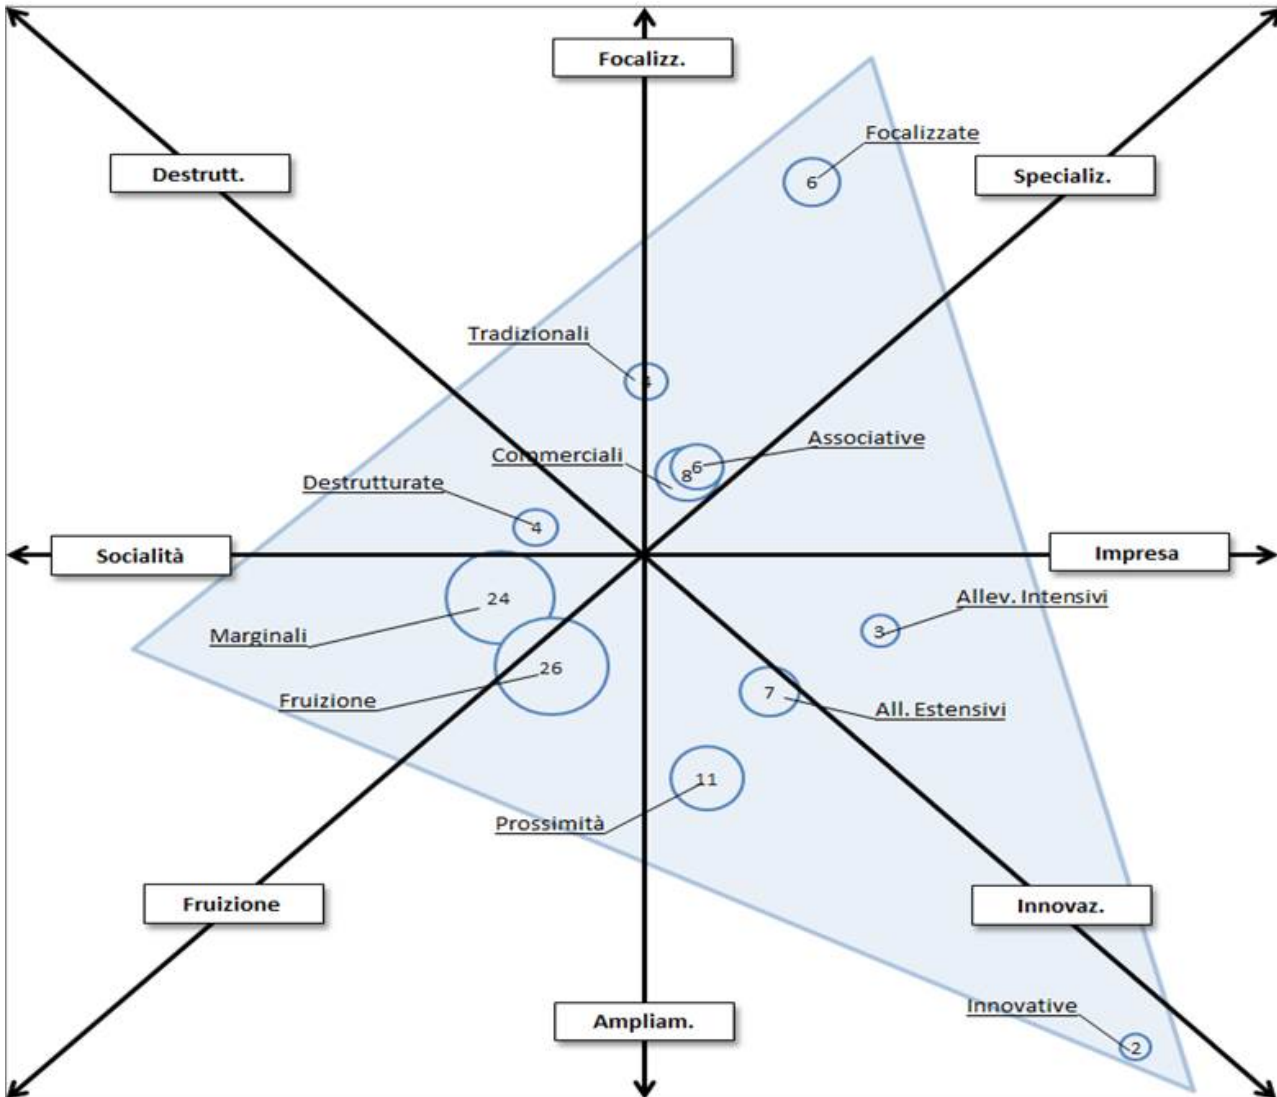 Focalizz.
Focalizzate
Destrutt.
Specializ.
6
Tradizionali
4
Associative
Commerciali
6
8
Destrutturate
4
Socialità
Impresa
Allev. Intensivi
24
3
Marginali
26
Fruizione
7
All. Estensivi
11
Prossimità
Fruizione
Innovaz.
Innovative
Ampliam.
2